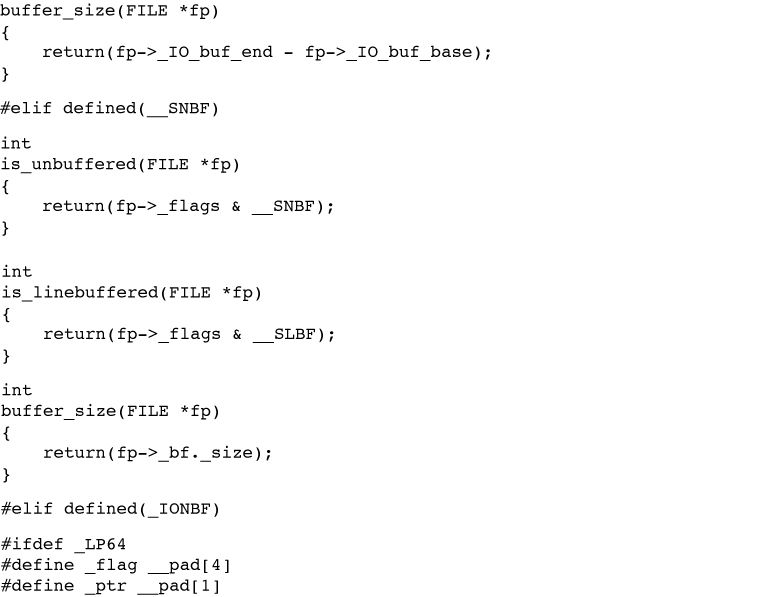 buffer_size(FILE *fp)
{
    return(fp->_IO_buf_end - fp->_IO_buf_base);
}
#elif defined(__SNBF)
int
is_unbuffered(FILE *fp)
{
    return(fp->_flags & __SNBF);
}
int
is_linebuffered(FILE *fp)
{
    return(fp->_flags & __SLBF);
}
int
buffer_size(FILE *fp)
{
    return(fp->_bf._size);
}
#elif defined(_IONBF)
#ifdef _LP64
#define _flag __pad[4]
#define _ptr __pad[1]